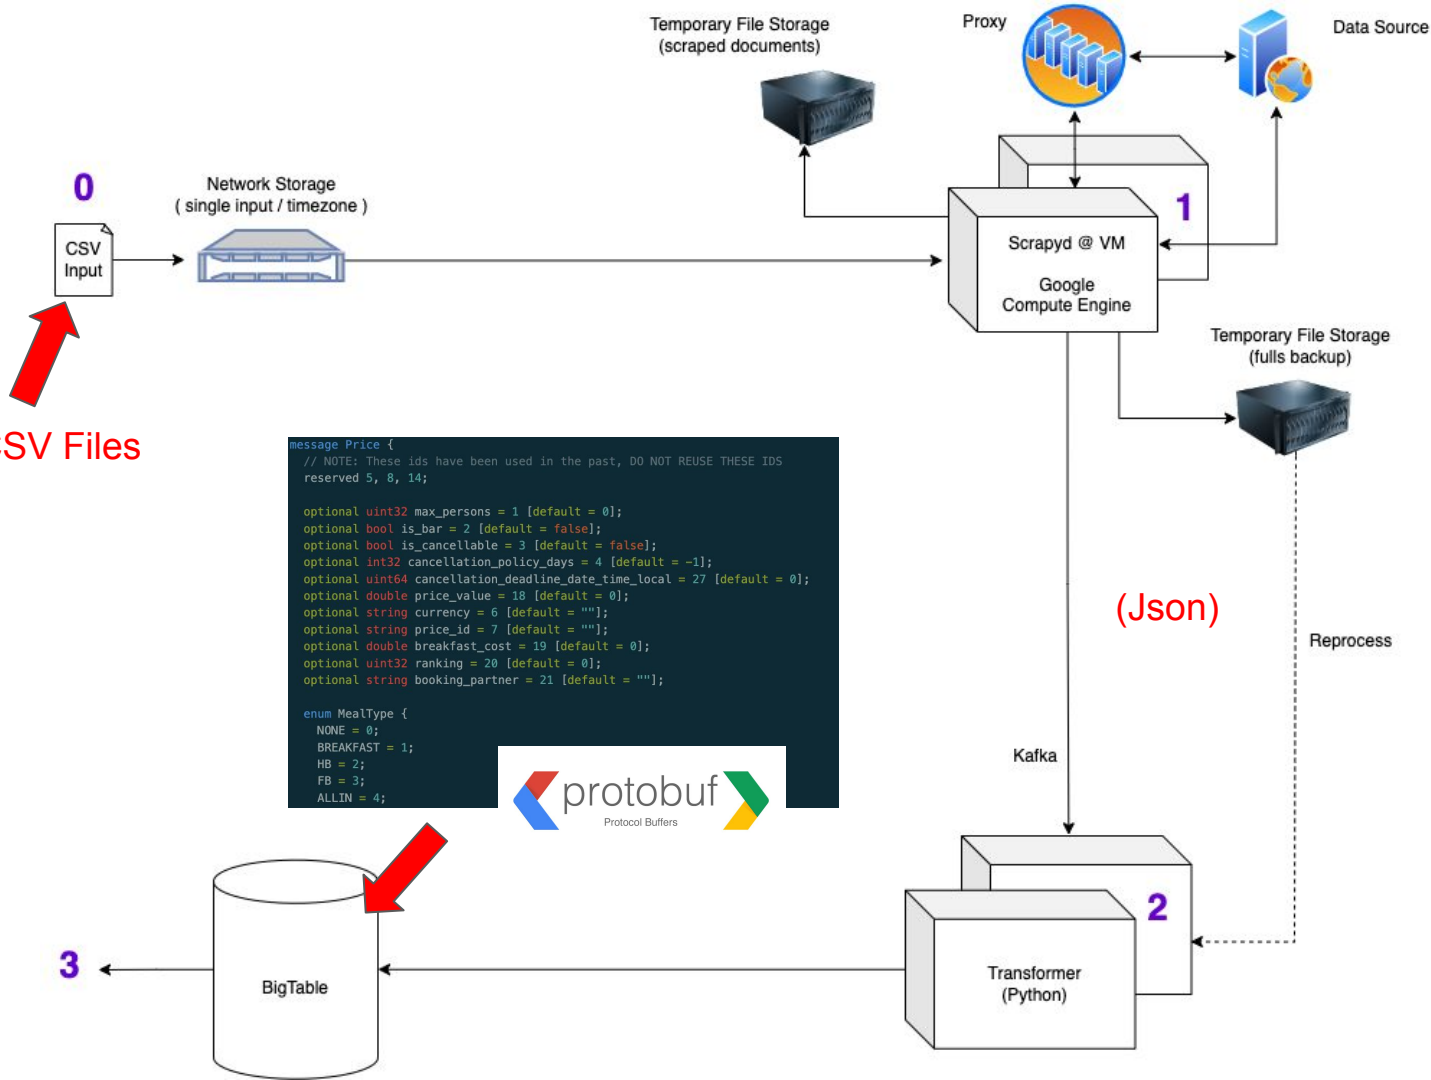 Temporary File Storage
(scraped documents)
Proxy
Data Source
0
Network Storage
( single input / timezone )
CSV
Input
1
Scrapyd @ VM
Google
Compute Engine
Temporary File Storage
(fulls backup)
SV Files
message Price {
// NOTE: These ids have been used in the past, DO NOT REUSE THESE IDS
reserved 5, 8, 14;
optional uint32 max_persons = 1 [default = 0];
optional bool is_bar = 2 [default = false];
optional bool is_cancellable = 3 [default = false];
optional int32 cancellation_policy_days = 4 [default = -1];
optional uint64 cancellation_deadline_date_time_local = 27 [default = 0];
optional double price_value = 18 [default = 0];
optional string currency = 6 [default = ""];
optional string price_id = 7 [default = ""];
optional double breakfast_cost = 19 [default = 0];
optional uint32 ranking = 20 [default = 0];
optional string booking_partner = 21 [default = ""];
enum MealType {
NONE = 0;
BREAKFAST = 1;
HB = 2;
FB = 3;
ALLIN = 4;
protobuf
Protocol Buffers
(Json)
Reprocess
Kafka
2
Transformer
(Python)
BigTable
3